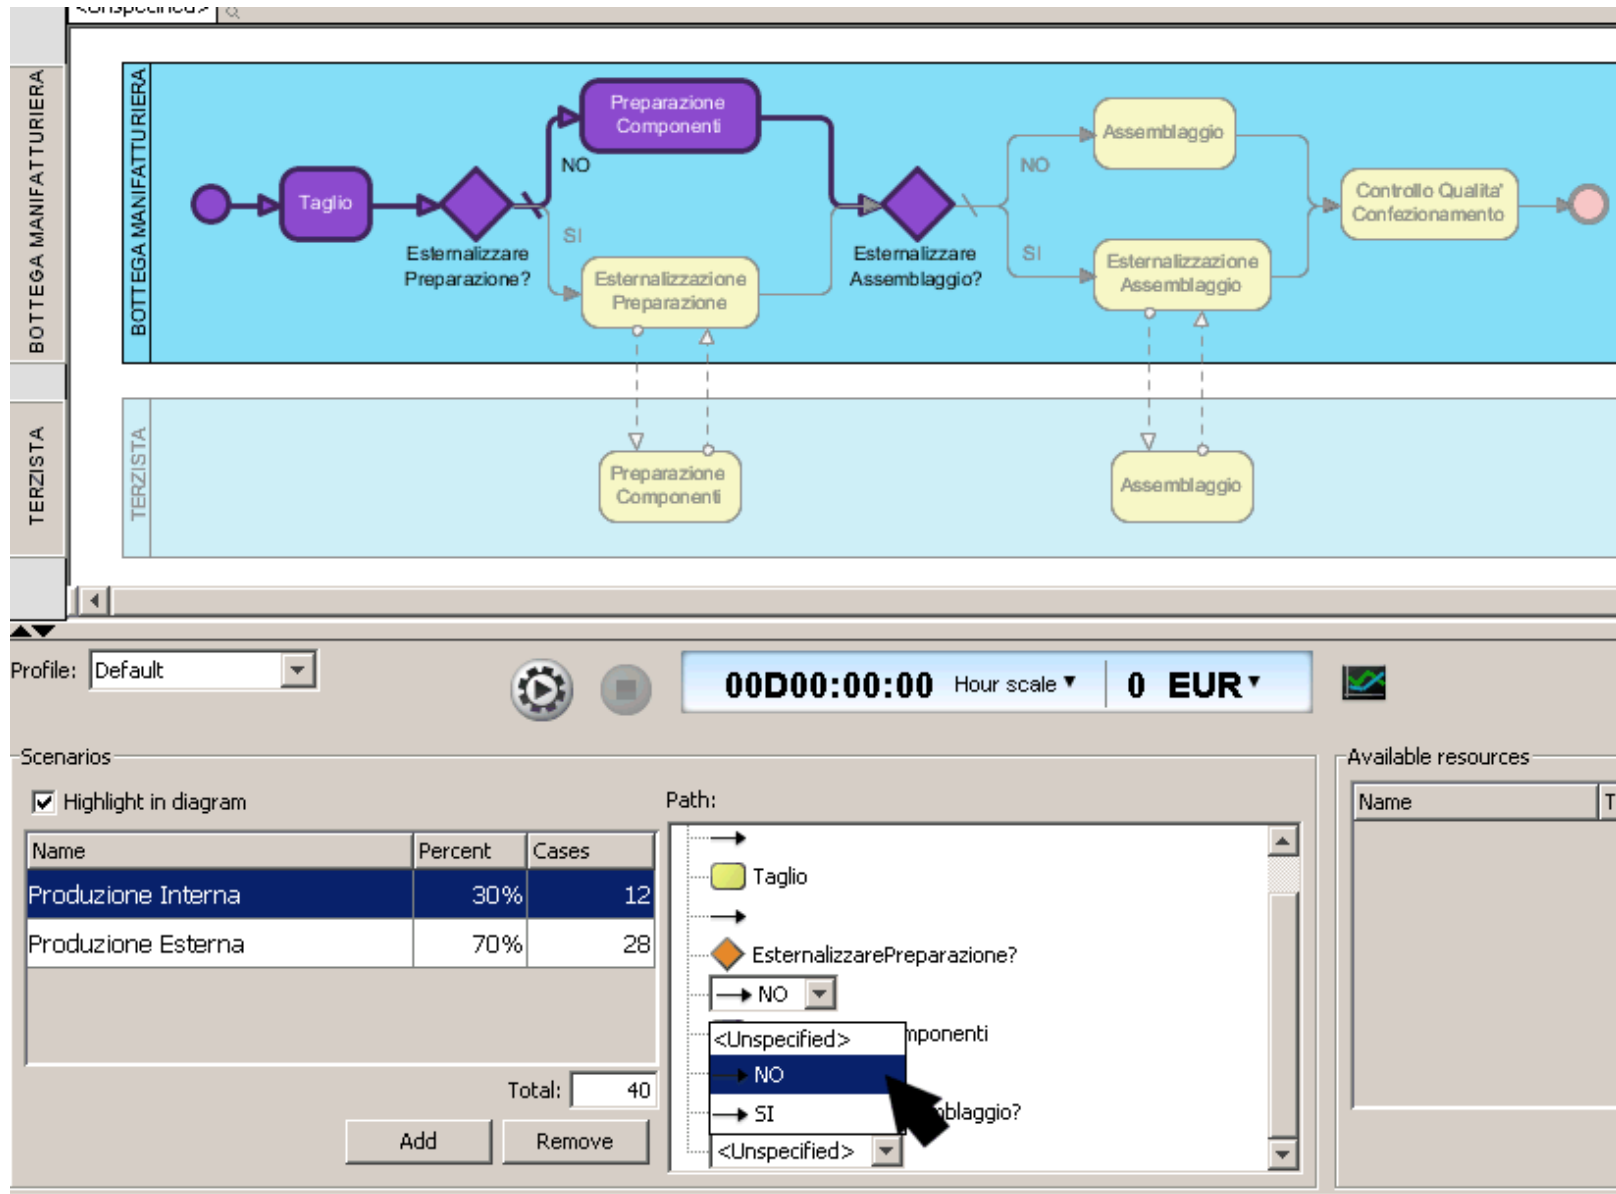 <Unspecified>
BOTTEGA MANIFATTURIERA
BOTTEGA MANIFATTURIERA
Preparazione
Componenti
Assemblaggio
NO
NO
Taglio
Controllo Qualita'
Confezionamento
SI
SI
Esternalizzare
Preparazione?
Esternalizzazione
Preparazione
Esternalizzare
Assemblaggio?
Esternalizzazione
Assemblaggio
TERZISTA
TERZISTA
Preparazione
Componenti
Assemblaggio
Profile:
Default
00D00:00:00 Hour scale
0 EUR
Scenarios
Available resources
Highlight in diagram
Path:
Name
Name
Percent
Cases
Taglio
Produzione Interna 30% 12
Produzione Esterna 70% 28
EsternalizzarePreparazione?
NO
<Unspecified>
NO
SI
Total: 40
Add
Remove
<Unspecified>